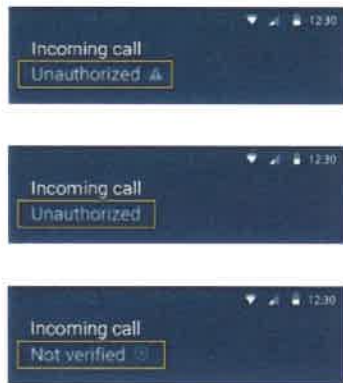 12:30
Incoming call
Unauthorized
12:30
Incoming call
Unauthorized
12:30
Incoming call
Not verified